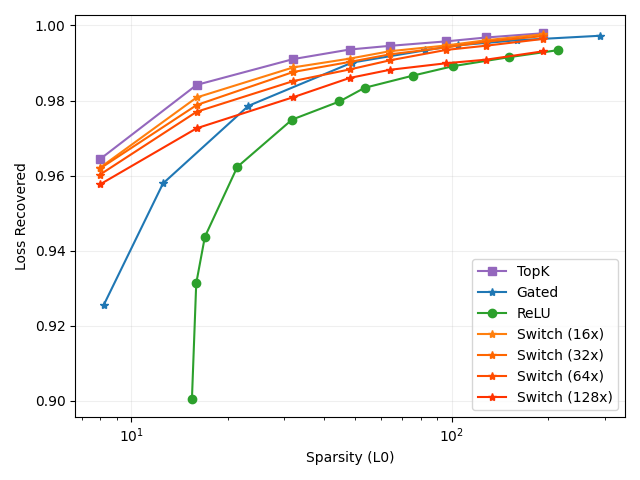 1.00
0.98
0.96
0.94
0.92
0.90
Loss Recovered
10¹
10²
Sparsity (L0)
TopK
Gated
ReLU
Switch (16x)
Switch (32x)
Switch (64x)
Switch (128x)